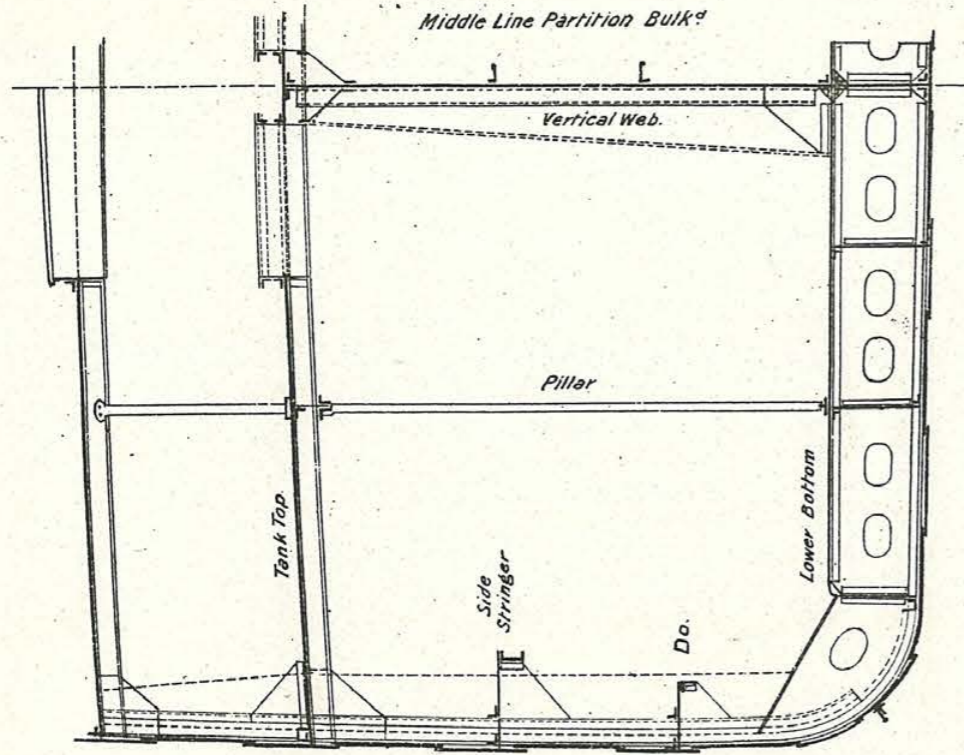 Middle Line Partition Bulkᵈ
Vertical Web.
Pillar
Tank Top.
Lower Bottom
Side
Stringer
Do.